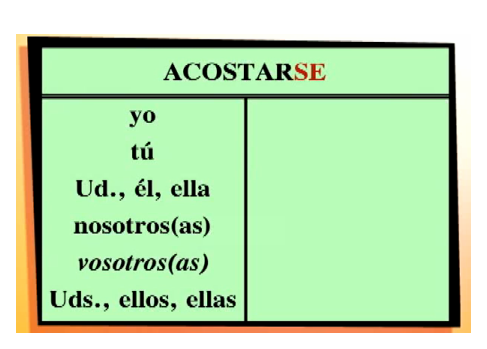 ACOSTARSE
yo
tú
Ud., él, ella
nosotros(as)
vosotros(as)
Uds., ellos, ellas